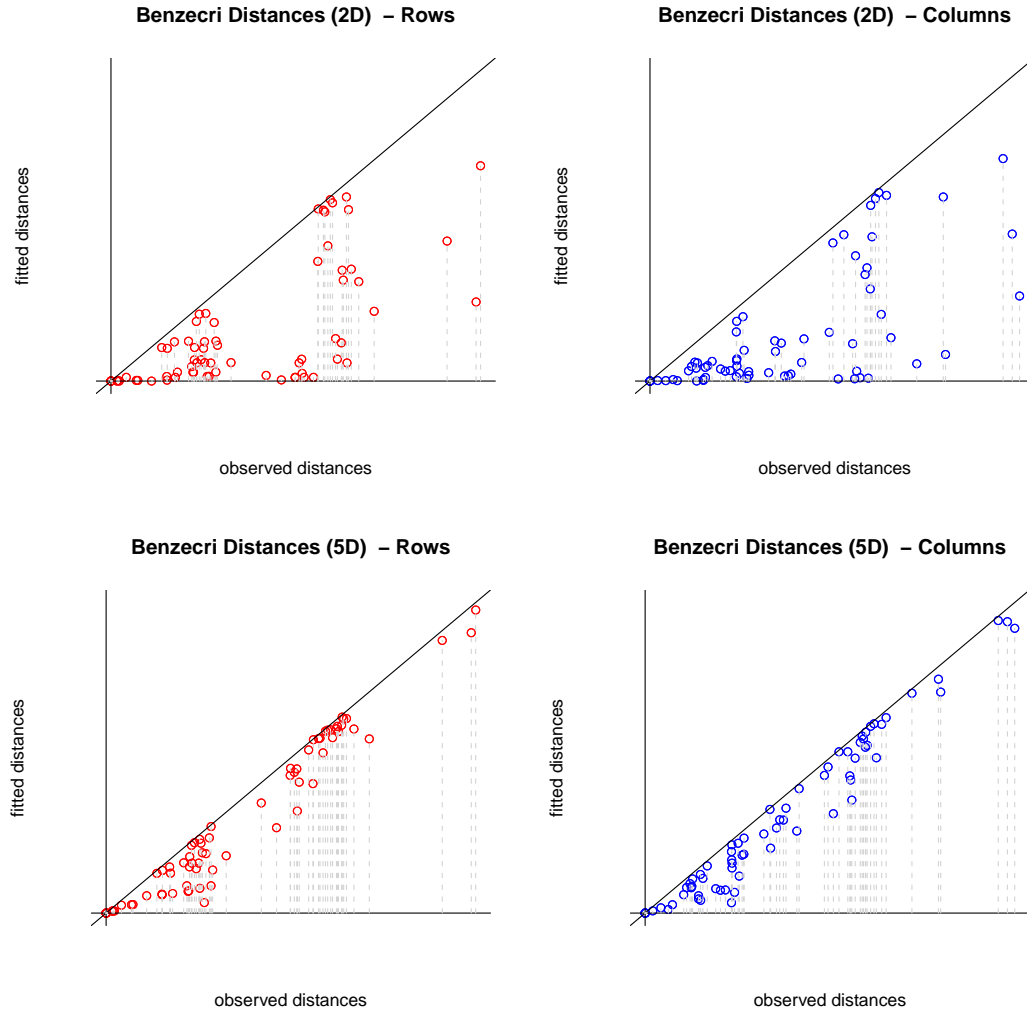 Benzecri Distances (2D) – Rows
fitted distances
observed distances
Benzecri Distances (2D) – Columns
fitted distances
observed distances
Benzecri Distances (5D) – Rows
fitted distances
observed distances
Benzecri Distances (5D) – Columns
fitted distances
observed distances